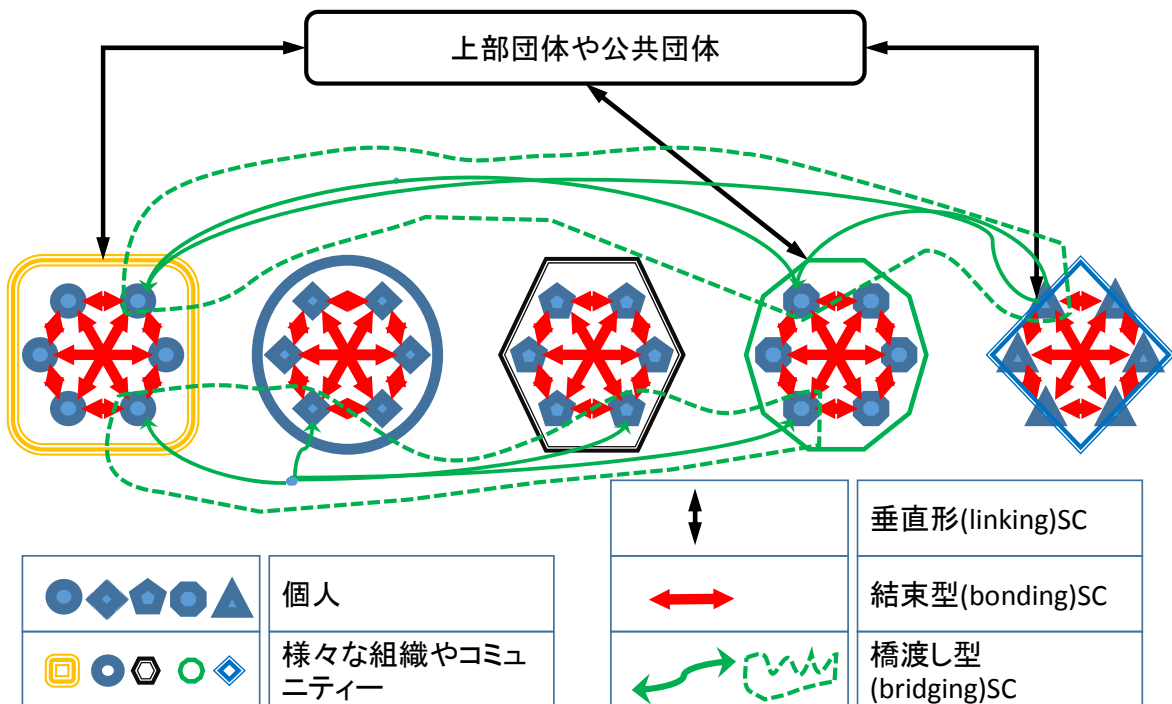 上部団体や公共団体
個人
様々な組織やコミュ
ニティー
垂直形(linking)SC
結束型(bonding)SC
橋渡し型
(bridging)SC